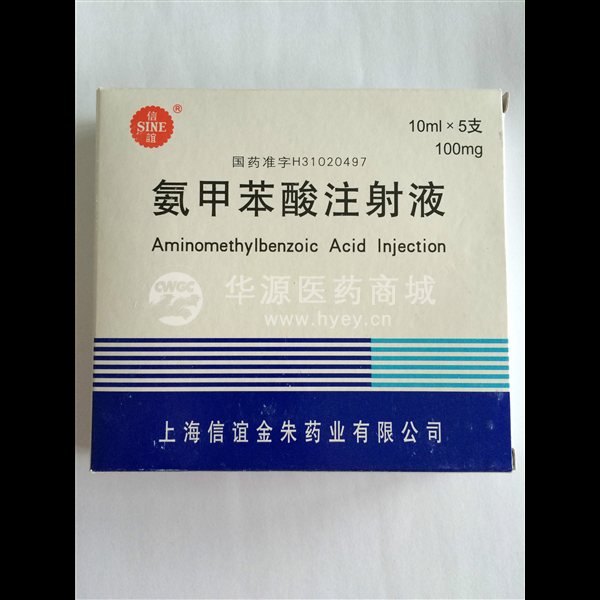 信
SINE
誼
®
10ml×5支
100mg
国药准字H31020497
氨甲苯酸注射液
Aminomethylbenzoic Acid Injection
CWGC
华源医药商城
www.hyey.cn
上海信谊金朱药业有限公司